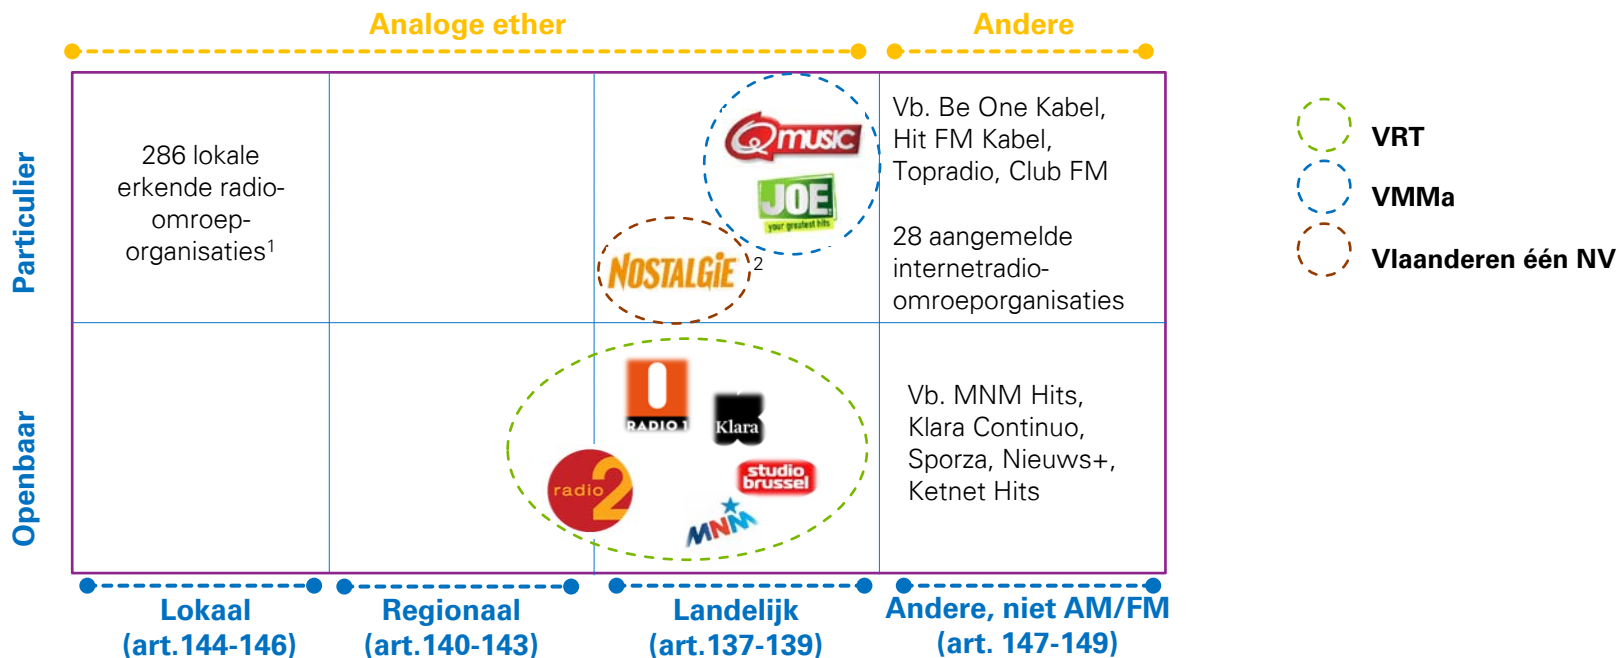 Analoge ether
Andere
Particulier
286 lokale
erkende radio-
omroep-
organisaties1
Qmusic
JOE
your greatest hits
NOSTALGIE 2
Vb. Be One Kabel,
Hit FM Kabel,
Topradio, Club FM
28 aangemelde
internetradio-
omroeporganisaties
VRT
VMMa
Vlaanderen één NV
Openbaar
RADIO 1
Klara
radio 2
studio
brussel
MNM
Vb. MNM Hits,
Klara Continuo,
Sporza, Nieuws+,
Ketnet Hits
Lokaal
(art.144-146)
Regionaal
(art.140-143)
Landelijk
(art.137-139)
Andere, niet AM/FM
(art. 147-149)